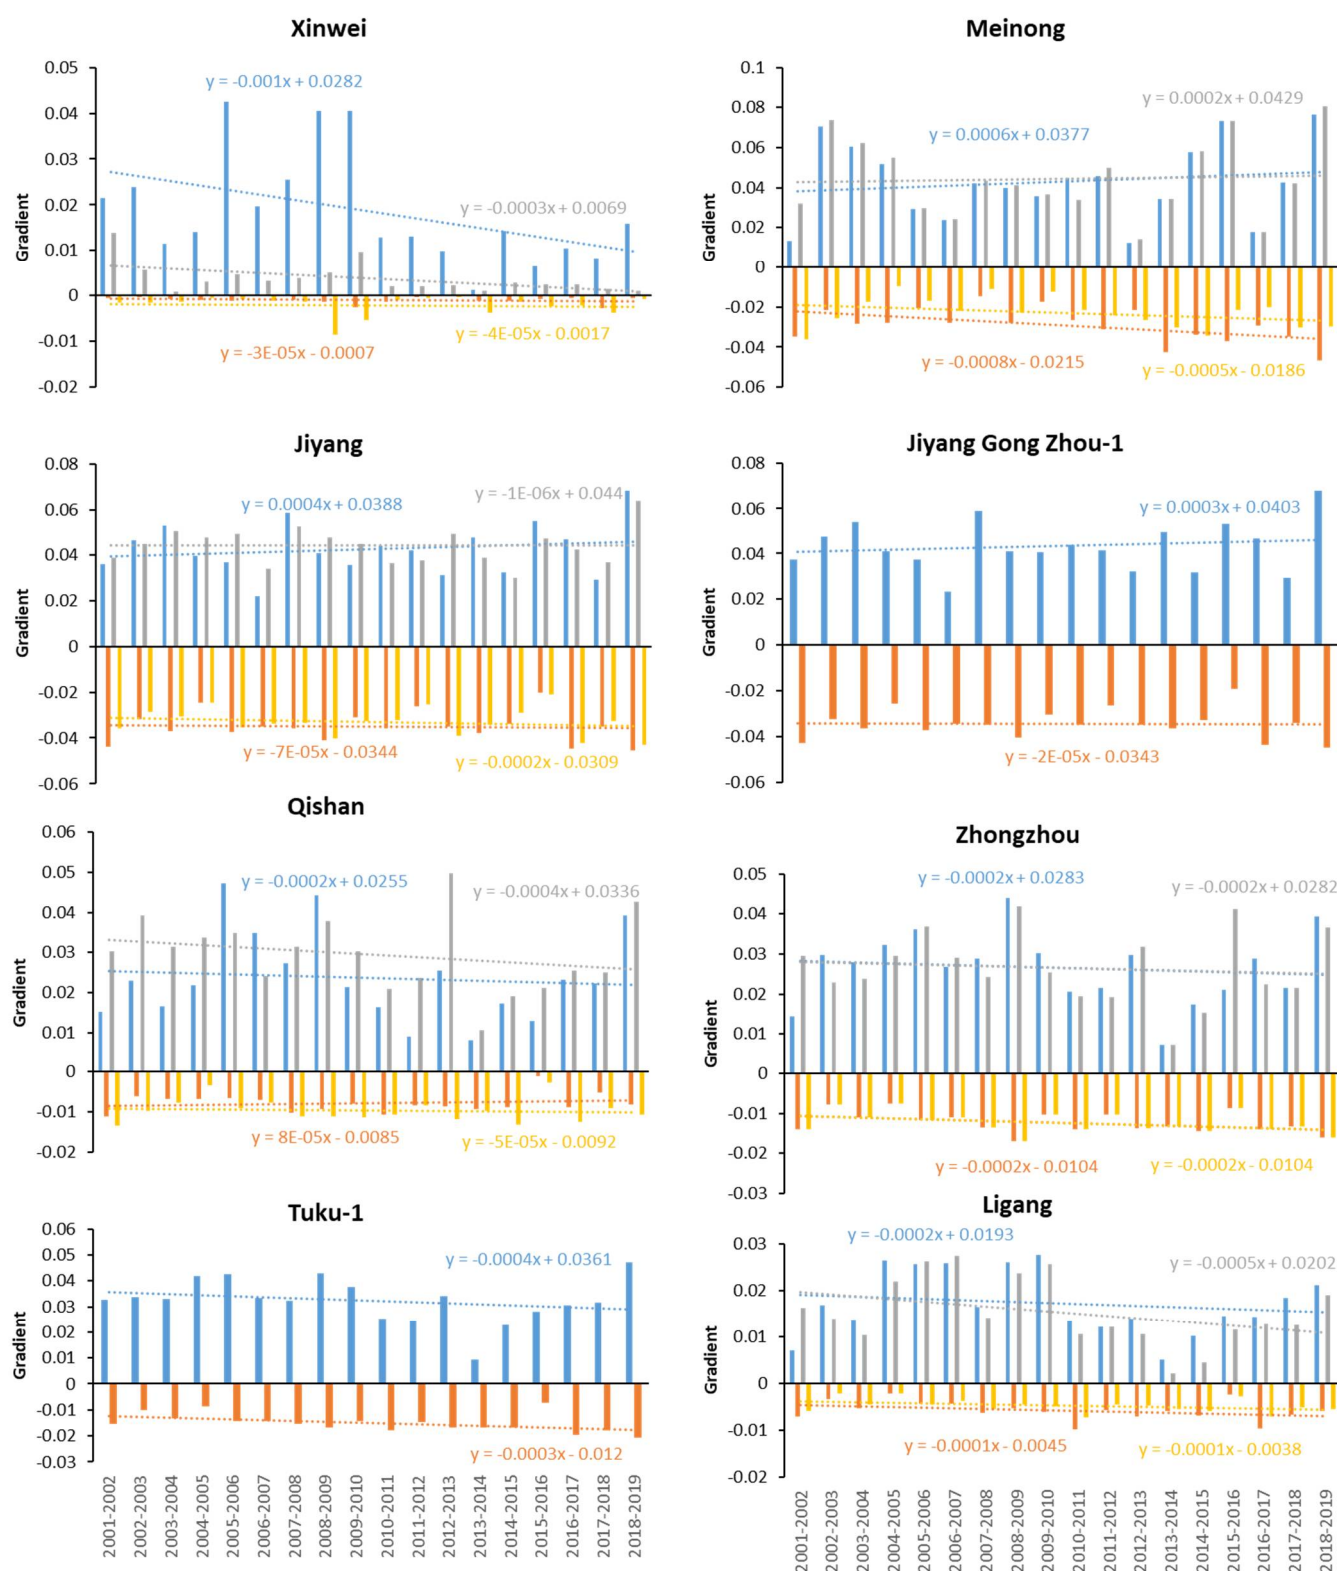 Xinwei
Gradient
0.05
0.04
0.03
0.02
0.01
0
-0.01
-0.02
y = -0.001x + 0.0282
y = -0.0003x + 0.0069
y = -3E-05x - 0.0007
y = -4E-05x - 0.0017
Meinong
Gradient
0.1
0.08
0.06
0.04
0.02
0
-0.02
-0.04
-0.06
y = 0.0002x + 0.0429
y = 0.0006x + 0.0377
y = -0.0008x - 0.0215
y = -0.0005x - 0.0186
Jiyang
Gradient
0.08
0.06
0.04
0.02
0
-0.02
-0.04
-0.06
y = 0.0004x + 0.0388
y = -1E-06x + 0.044
y = -7E-05x - 0.0344
y = -0.0002x - 0.0309
Jiyang Gong Zhou-1
Gradient
0.08
0.06
0.04
0.02
0
-0.02
-0.04
-0.06
y = 0.0003x + 0.0403
y = -2E-05x - 0.0343
Qishan
Gradient
0.06
0.05
0.04
0.03
0.02
0.01
0
-0.01
-0.02
y = -0.0002x + 0.0255
y = -0.0004x + 0.0336
y = 8E-05x - 0.0085
y = -5E-05x - 0.0092
Zhongzhou
Gradient
0.05
0.04
0.03
0.02
0.01
0
-0.01
-0.02
-0.03
y = -0.0002x + 0.0283
y = -0.0002x + 0.0282
y = -0.0002x - 0.0104
y = -0.0002x - 0.0104
Tuku-1
Gradient
0.06
0.05
0.04
0.03
0.02
0.01
0
-0.01
-0.02
-0.03
y = -0.0004x + 0.0361
y = -0.0003x - 0.012
2001-2002
2002-2003
2003-2004
2004-2005
2005-2006
2006-2007
2007-2008
2008-2009
2009-2010
2010-2011
2011-2012
2012-2013
2013-2014
2014-2015
2015-2016
2016-2017
2017-2018
2018-2019
Ligang
Gradient
0.03
0.02
0.01
0
-0.01
-0.02
y = -0.0002x + 0.0193
y = -0.0005x + 0.0202
y = -0.0001x - 0.0045
y = -0.0001x - 0.0038
2001-2002
2002-2003
2003-2004
2004-2005
2005-2006
2006-2007
2007-2008
2008-2009
2009-2010
2010-2011
2011-2012
2012-2013
2013-2014
2014-2015
2015-2016
2016-2017
2017-2018
2018-2019